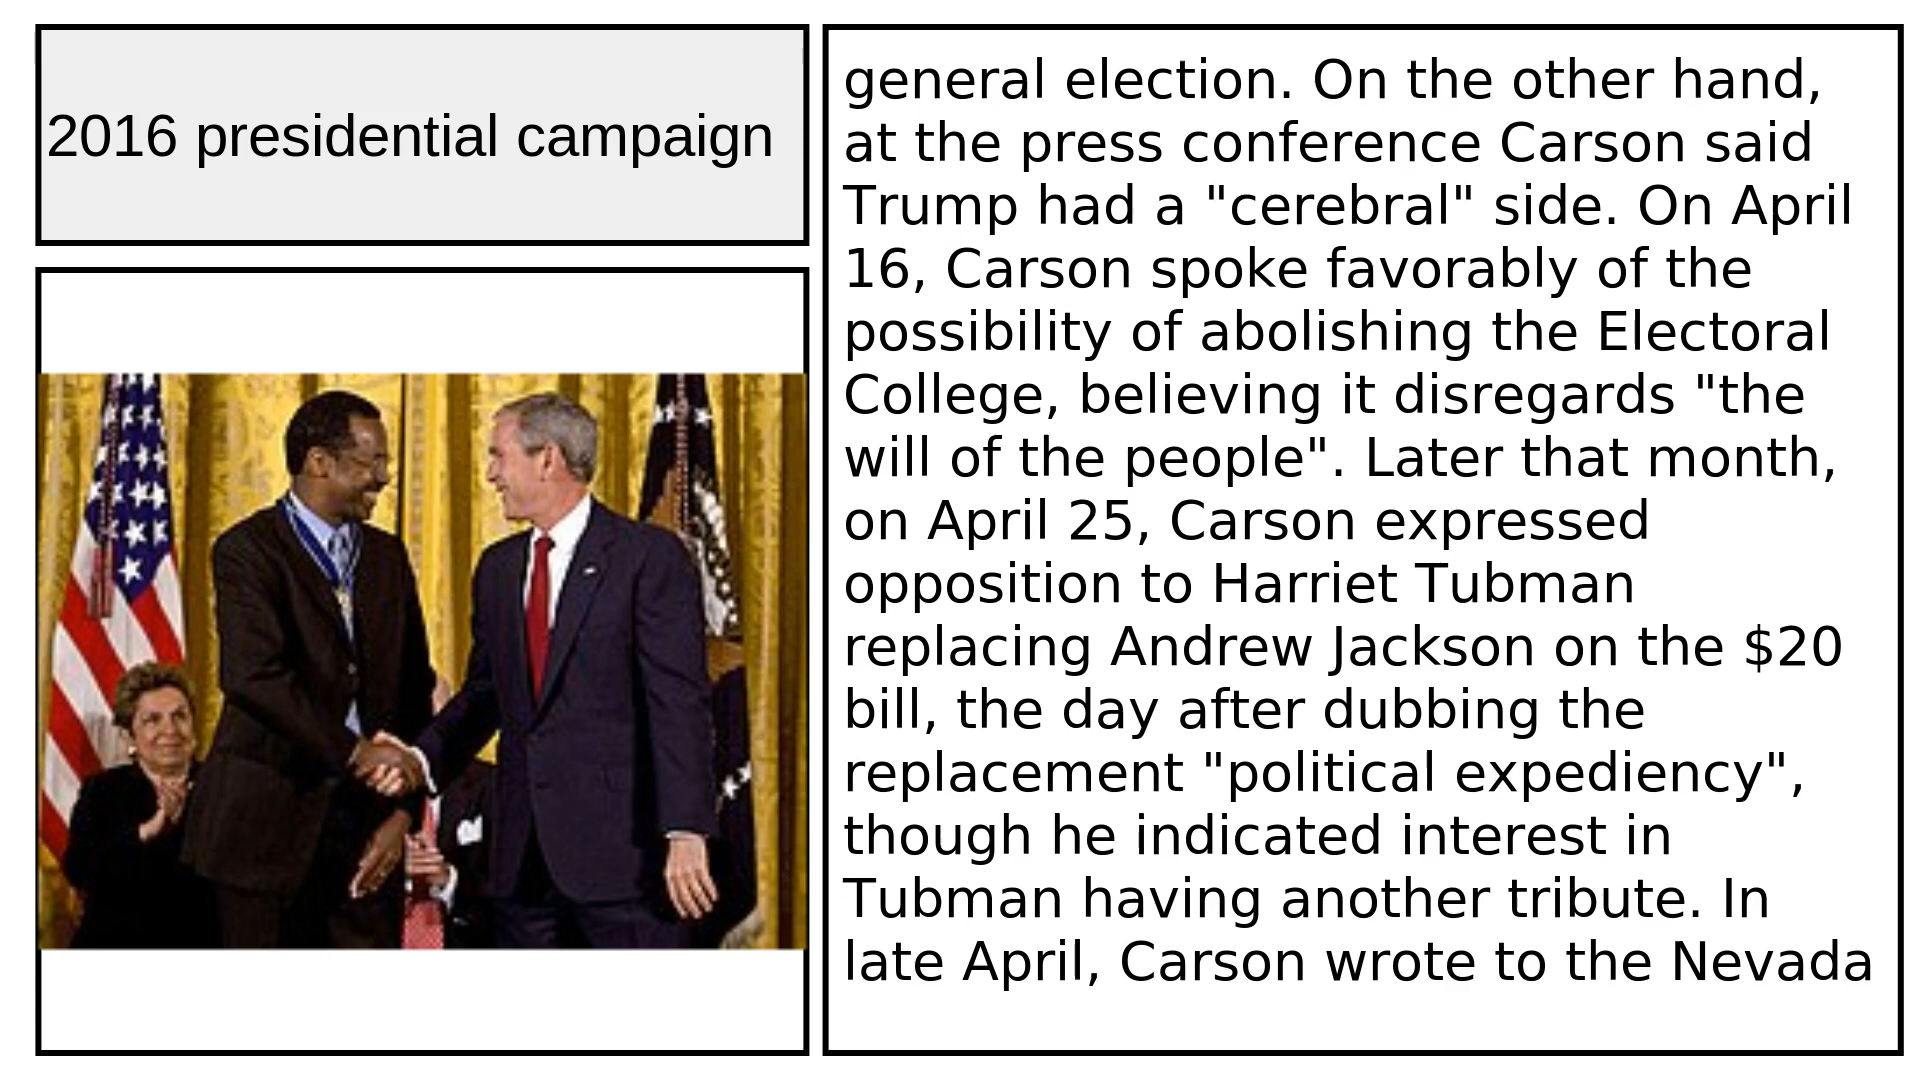 2016 presidential campaign
general election. On the other hand,
at the press conference Carson said
Trump had a "cerebral" side. On April
16, Carson spoke favorably of the
possibility of abolishing the Electoral
College, believing it disregards "the
will of the people". Later that month,
on April 25, Carson expressed
opposition to Harriet Tubman
replacing Andrew Jackson on the $20
bill, the day after dubbing the
replacement "political expediency",
though he indicated interest in
Tubman having another tribute. In
late April, Carson wrote to the Nevada